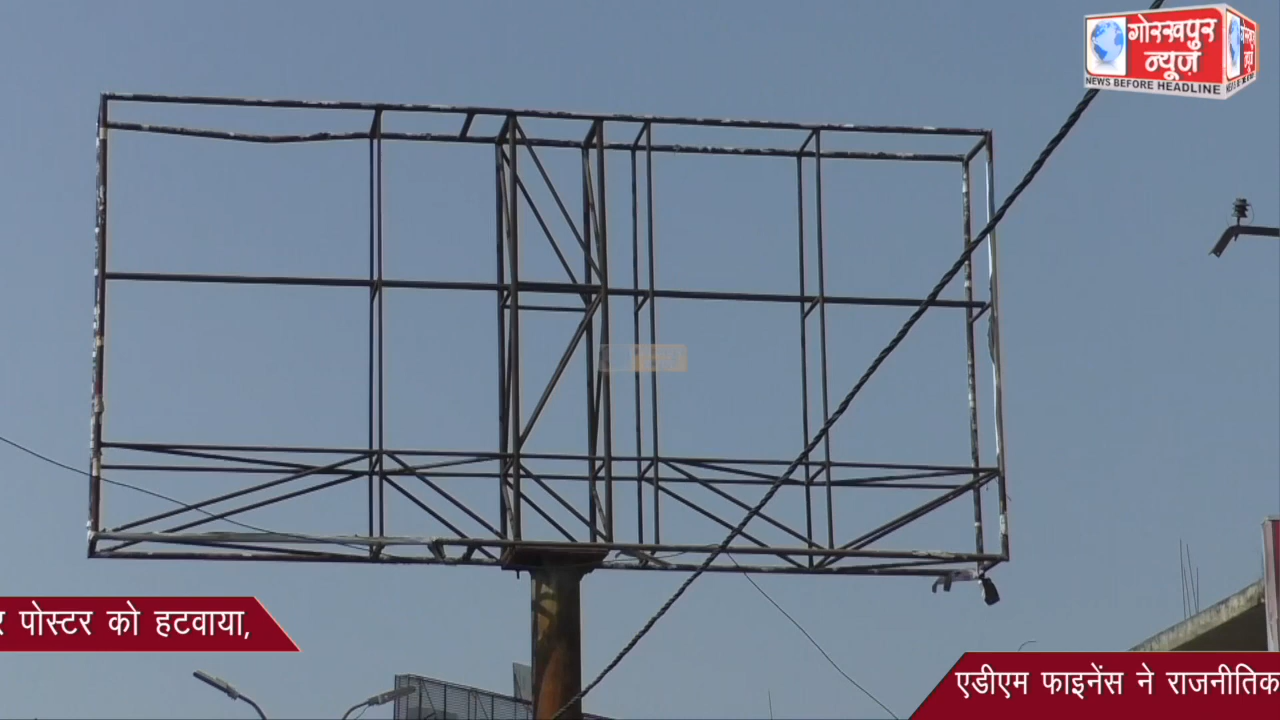 गोरखपुर
न्यूज़
NEWS BEFORE HEADLINE
पोस्टर को हटवाया,
एडीएम फाइनेंस ने राजनीतिक